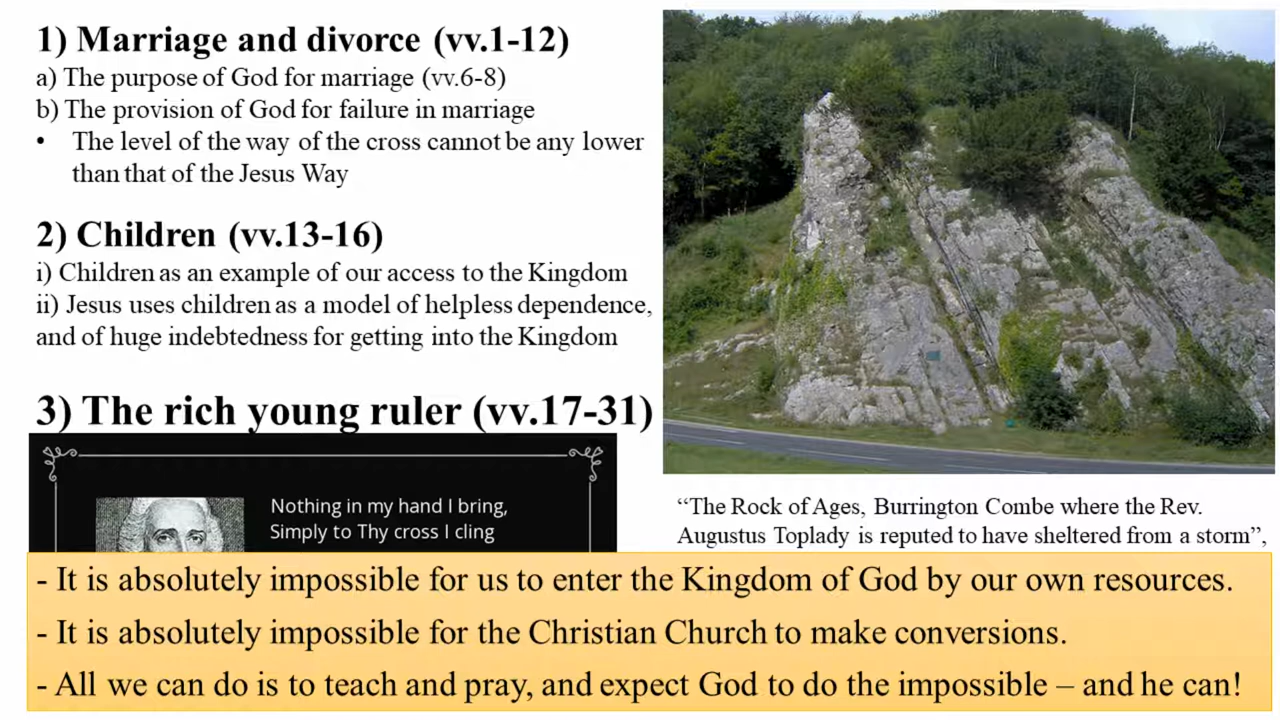 1) Marriage and divorce (vv.1-12)
a) The purpose of God for marriage (vv.6-8)
b) The provision of God for failure in marriage
• The level of the way of the cross cannot be any lower
than that of the Jesus Way
2) Children (vv.13-16)
i) Children as an example of our access to the Kingdom
ii) Jesus uses children as a model of helpless dependence,
and of huge indebtedness for getting into the Kingdom
3) The rich young ruler (vv.17-31)
Nothing in my hand I bring,
Simply to Thy cross I cling
“The Rock of Ages, Burrington Combe where the Rev.
Augustus Toplady is reputed to have sheltered from a storm”,
- It is absolutely impossible for us to enter the Kingdom of God by our own resources.
- It is absolutely impossible for the Christian Church to make conversions.
- All we can do is to teach and pray, and expect God to do the impossible – and he can!